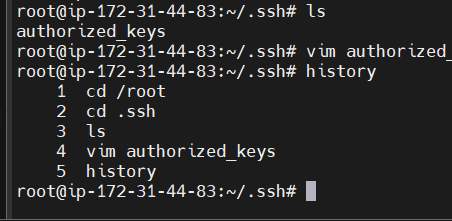 root@ip-172-31-44-83:~/.ssh# ls
authorized_keys
root@ip-172-31-44-83:~/.ssh# vim authorized_
root@ip-172-31-44-83:~/.ssh# history
1 cd /root
2 cd .ssh
3 ls
4 vim authorized_keys
5 history
root@ip-172-31-44-83:~/.ssh#